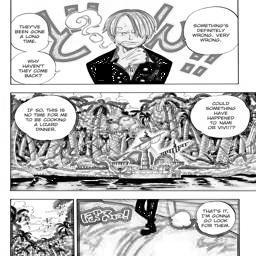 SOMETHING'S
DEFINITELY
WRONG. VERY
WRONG.
THEY'VE
BEEN GONE
A LONG
TIME.
WHY
HAVEN'T
THEY COME
BACK?
COULD
SOMETHING
HAVE
HAPPENED
TO NAMI
OR VIVI!?
IF SO, THIS IS
NO TIME FOR ME
TO BE COOKING
A LIZARD
DINNER.
THAT'S IT,
I'M GONNA
GO LOOK
FOR THEM.